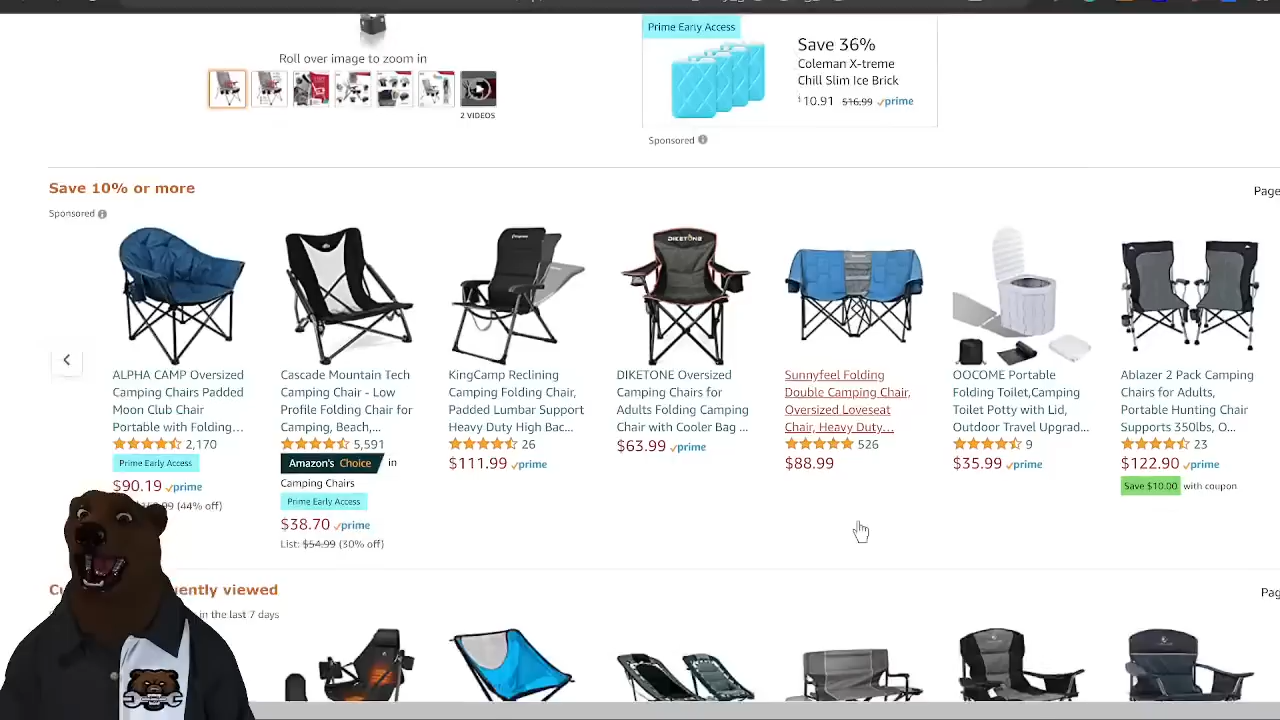 Roll over image to zoom in
2 VIDEOS
Prime Early Access
Save 36%
Coleman X-treme
Chill Slim Ice Brick
$10.91 $16.99 prime
Sponsored
Save 10% or more
Page
Sponsored
ALPHA CAMP Oversized
Camping Chairs Padded
Moon Club Chair
Portable with Folding…
2,170
Prime Early Access
$90.19 prime
(44% off)
Cascade Mountain Tech
Camping Chair - Low
Profile Folding Chair for
Camping, Beach,…
5,591
Amazon's Choice in
Camping Chairs
Prime Early Access
$38.70 prime
List: $54.99 (30% off)
KingCamp Reclining
Camping Folding Chair,
Padded Lumbar Support
Heavy Duty High Bac…
26
$111.99 prime
DIKETONE
DIKETONE Oversized
Camping Chairs for
Adults Folding Camping
Chair with Cooler Bag …
$63.99 prime
Sunnyfeel Folding
Double Camping Chair,
Oversized Loveseat
Chair, Heavy Duty…
526
$88.99
OOCOME Portable
Folding Toilet,Camping
Toilet Potty with Lid,
Outdoor Travel Upgrad…
9
$35.99 prime
Ablazer 2 Pack Camping
Chairs for Adults,
Portable Hunting Chair
Supports 350lbs, O…
23
$122.90 prime
Save $10.00 with coupon
uently viewed
Pag
in the last 7 days